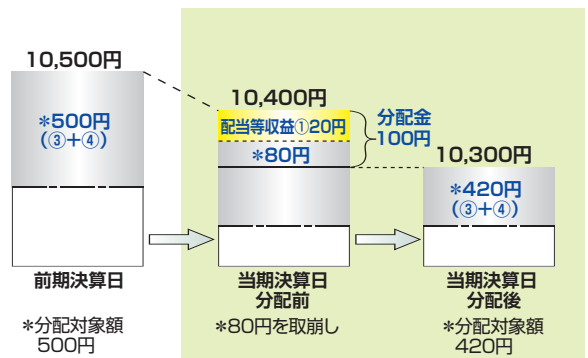 10,500円
＊500円
（③＋④）
前期決算日
＊分配対象額
500円
10,400円
配当等収益①20円
＊80円
分配金
100円
当期決算日
分配前
＊80円を取崩し
10,300円
＊420円
（③＋④）
当期決算日
分配後
＊分配対象額
420円